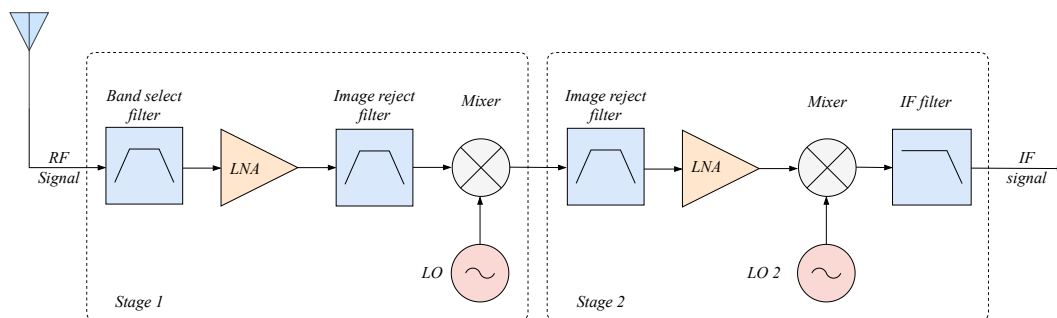 Band select
filter
Image reject
filter
Mixer
Image reject
filter
Mixer
IF filter
RF
Signal
LNA
LNA
IF
signal
LO
LO 2
Stage 1
Stage 2